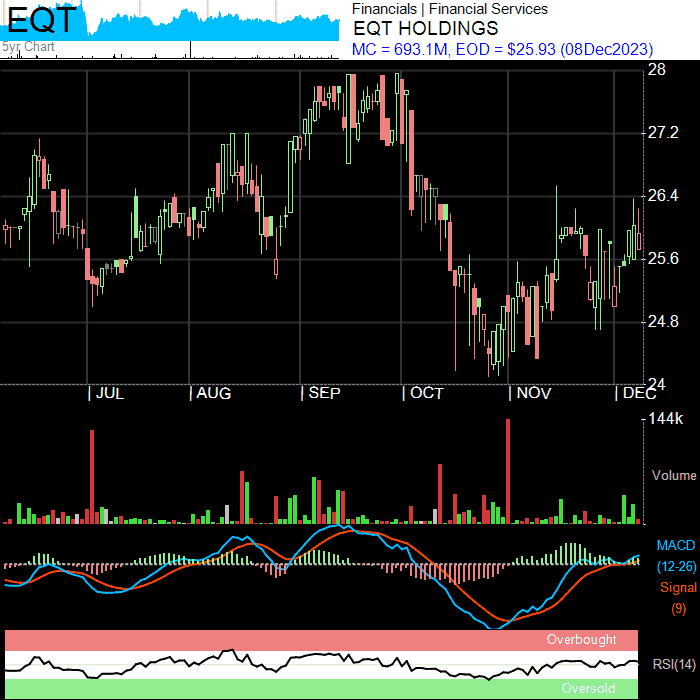 EQT
5yr Chart
Financials | Financial Services
EQT HOLDINGS
MC = 693.1M, EOD = $25.93 (08Dec2023)
28
27.2
26.4
25.6
24.8
24
| JUL
| AUG
| SEP
| OCT
| NOV
| DEC
144k
Volume
MACD
(12-26)
Signal
(9)
Overbought
RSI(14)
Oversold